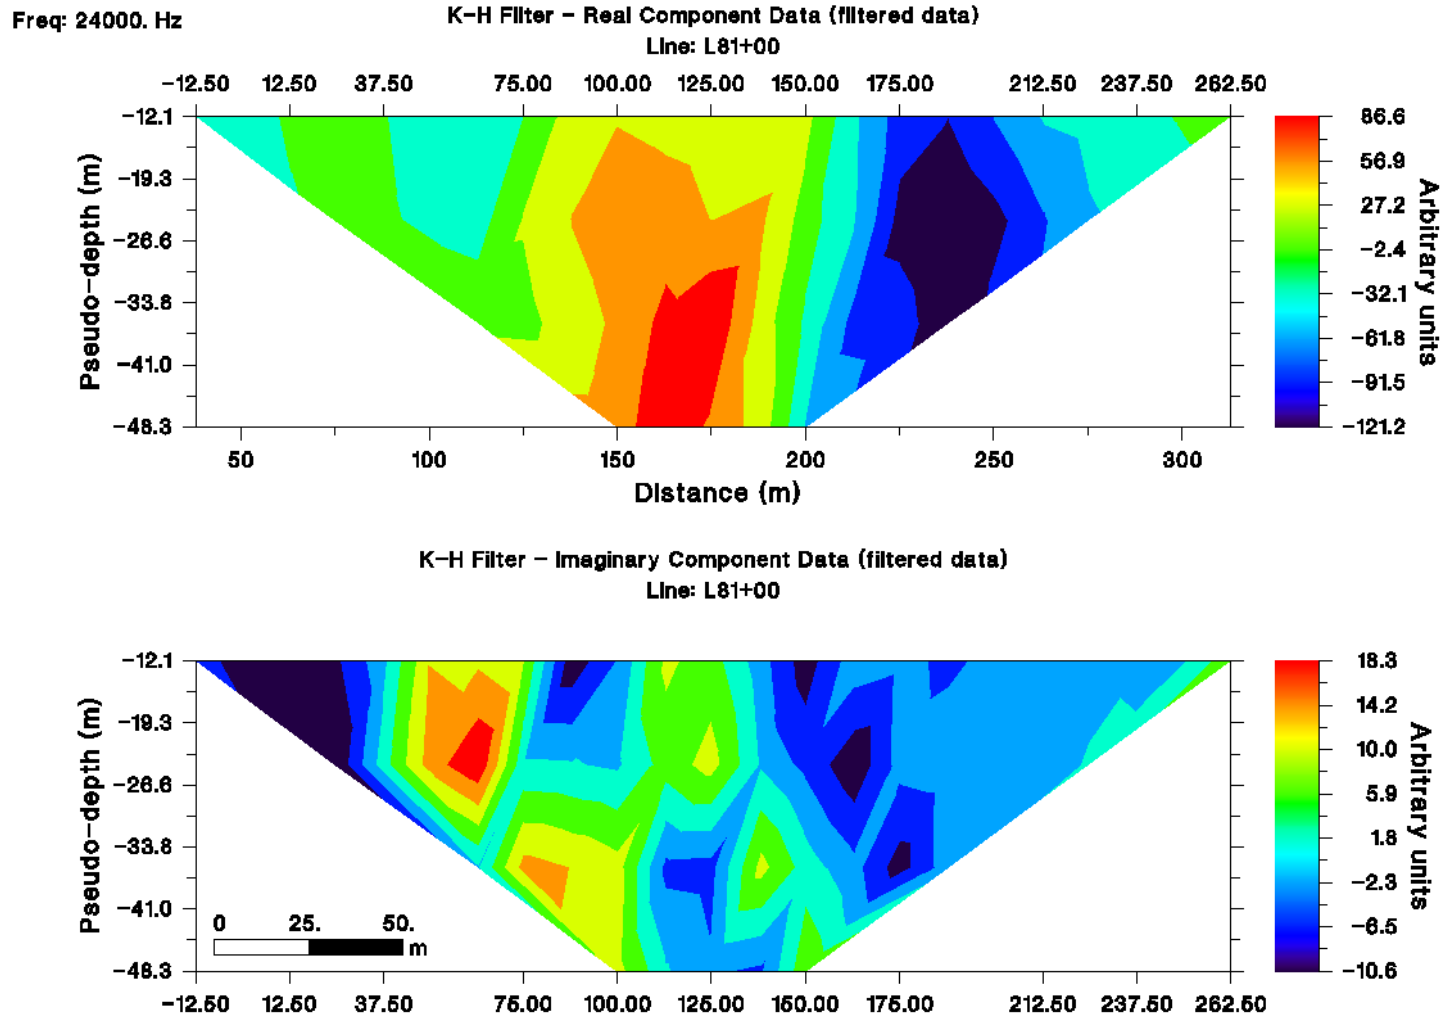 Freq: 24000. Hz
K-H Filter - Real Component Data (filtered data)
Line: L81+00
-12.50 12.50 37.50 75.00 100.00 125.00 150.00 175.00 212.50 237.50 262.50
-12.1
-19.3
-26.6
-33.8
-41.0
-48.3
Pseudo-depth (m)
86.6
56.9
27.2
-2.4
-32.1
-61.8
-91.5
-121.2
Arbitrary units
50 100 150 200 250 300
Distance (m)
K-H Filter - Imaginary Component Data (filtered data)
Line: L81+00
-12.1
-19.3
-26.6
-33.8
-41.0
-48.3
Pseudo-depth (m)
0 25. 50.
m
18.3
14.2
10.0
5.9
1.8
-2.3
-6.5
-10.6
Arbitrary units
-12.50 12.50 37.50 75.00 100.00 125.00 150.00 175.00 212.50 237.50 262.50